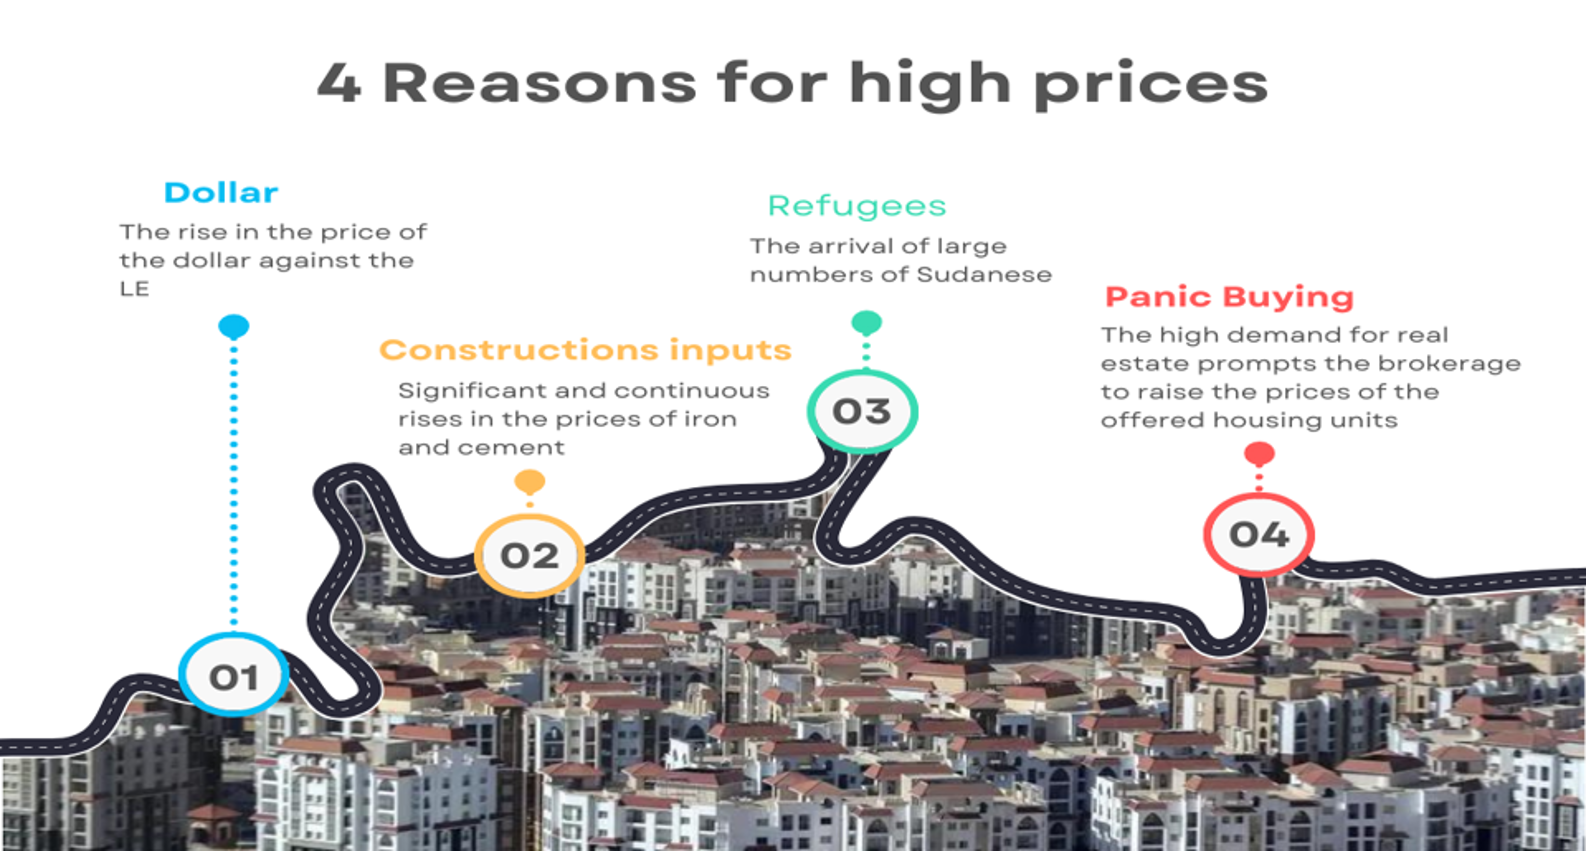 4 Reasons for high prices
Dollar
The rise in the price of
the dollar against the
LE
01
Constructions inputs
Significant and continuous
rises in the prices of iron
and cement
02
Refugees
The arrival of large
numbers of Sudanese
03
Panic Buying
The high demand for real
estate prompts the brokerage
to raise the prices of the
offered housing units
04